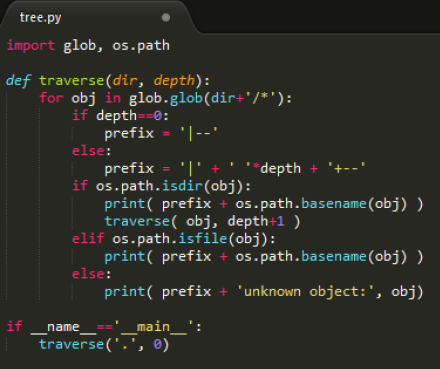 tree.py
import glob, os.path
def traverse(dir, depth):
    for obj in glob.glob(dir+'/*'):
        if depth==0:
            prefix = '|--'
        else:
            prefix = '|' + ' '*depth + '+--'
        if os.path.isdir(obj):
            print( prefix + os.path.basename(obj) )
            traverse( obj, depth+1 )
        elif os.path.isfile(obj):
            print( prefix + os.path.basename(obj) )
        else:
            print( prefix + 'unknown object:', obj)
if __name__=='__main__':
    traverse('.', 0)